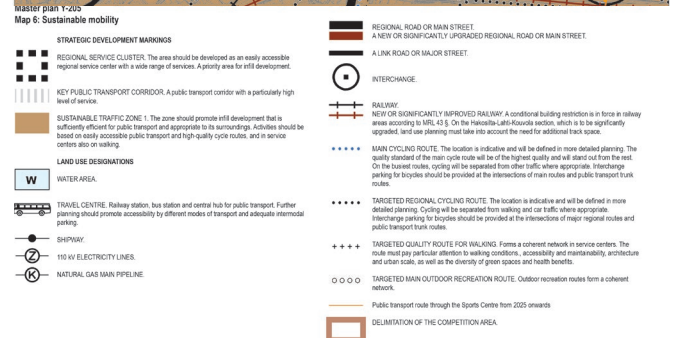 Master plan Y-205
Map 6: Sustainable mobility
STRATEGIC DEVELOPMENT MARKINGS
REGIONAL SERVICE CLUSTER. The area should be developed as an easily accessible
regional service center with a wide range of services. A priority area for infill development.
KEY PUBLIC TRANSPORT CORRIDOR. A public transport corridor with a particularly high
level of service.
SUSTAINABLE TRAFFIC ZONE 1. The zone should promote infill development that is
sufficiently efficient for public transport and appropriate to its surroundings. Activities should be
based on easily accessible public transport and high-quality cycle routes, and in service
centers also on walking.
LAND USE DESIGNATIONS
W
WATER AREA.
TRAVEL CENTRE. Railway station, bus station and central hub for public transport. Further
planning should promote accessibility by different modes of transport and adequate intermodal
parking.
SHIPWAY.
Z
110 kV ELECTRICITY LINES.
K
NATURAL GAS MAIN PIPELINE.
REGIONAL ROAD OR MAIN STREET.
A NEW OR SIGNIFICANTLY UPGRADED REGIONAL ROAD OR MAIN STREET.
A LINK ROAD OR MAJOR STREET.
INTERCHANGE.
RAILWAY.
NEW OR SIGNIFICANTLY IMPROVED RAILWAY. A conditional building restriction is in force in railway
areas according to MRL 43 §. On the Hakosilta-Lahti-Kouvola section, which is to be significantly
upgraded, land use planning must take into account the need for additional track space.
MAIN CYCLING ROUTE. The location is indicative and will be defined in more detailed planning. The
quality standard of the main cycle route will be of the highest quality and will stand out from the rest.
On the busiest routes, cycling will be separated from other traffic where appropriate. Interchange
parking for bicycles should be provided at the intersections of main routes and public transport trunk
routes.
TARGETED REGIONAL CYCLING ROUTE. The location is indicative and will be defined in more
detailed planning. Cycling will be separated from walking and car traffic where appropriate.
Interchange parking for bicycles should be provided at the intersections of major regional routes and
public transport trunk routes.
TARGETED QUALITY ROUTE FOR WALKING. Forms a coherent network in service centers. The
route must pay particular attention to walking conditions., accessibility and maintainability, architecture
and urban scale, as well as the diversity of green spaces and health benefits.
TARGETED MAIN OUTDOOR RECREATION ROUTE. Outdoor recreation routes form a coherent
network.
Public transport route through the Sports Centre from 2025 onwards
DELIMITATION OF THE COMPETITION AREA.